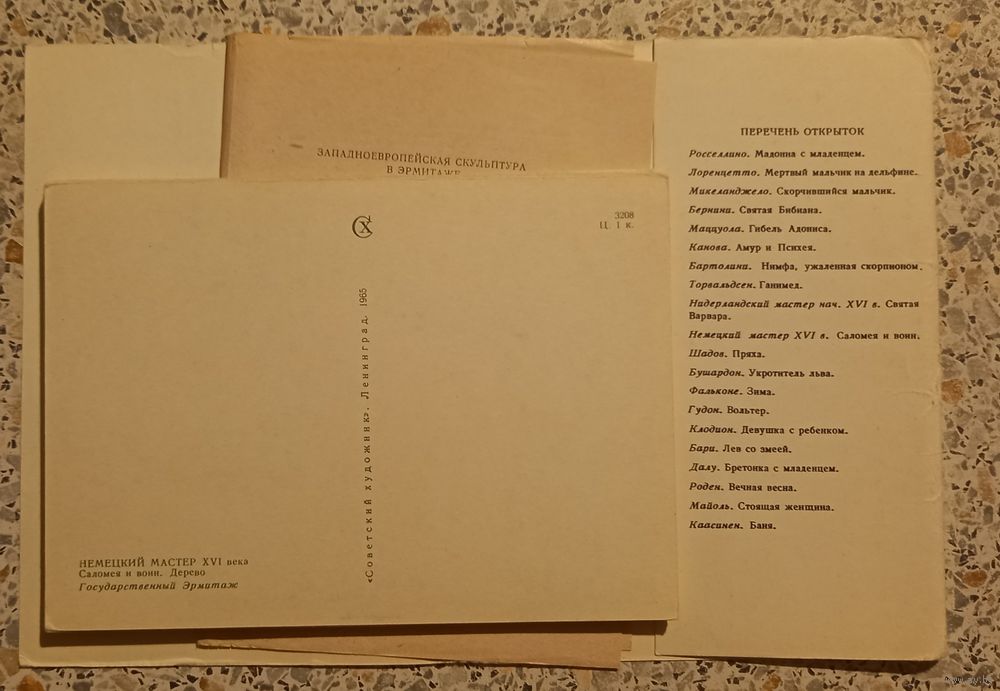 ЗАПАДНОЕВРОПЕЙСКАЯ СКУЛЬПТУРА
В ЭРМИТАЖЕ
СХ
3208
Ц. 1 к.
«Советский художник». Ленинград. 1965
НЕМЕЦКИЙ МАСТЕР XVI века
Саломея и воин. Дерево
Государственный Эрмитаж
ПЕРЕЧЕНЬ ОТКРЫТОК
Росселлино. Мадонна с младенцем.
Лоренцетто. Мертвый мальчик на дельфине.
Микеланджело. Скорчившийся мальчик.
Бернини. Святая Бибиана.
Маццуола. Гибель Адониса.
Канова. Амур и Психея.
Бартолини. Нимфа, ужаленная скорпионом.
Торвальдсен. Ганимед.
Нидерландский мастер нач. XVI в. Святая
Варвара.
Немецкий мастер XVI в. Саломея и воин.
Шадов. Пряха.
Бушардон. Укротитель льва.
Фальконе. Зима.
Гудон. Вольтер.
Клодион. Девушка с ребенком.
Бари. Лев со змеей.
Далу. Бретонка с младенцем.
Роден. Вечная весна.
Майоль. Стоящая женщина.
Каасинен. Баня.